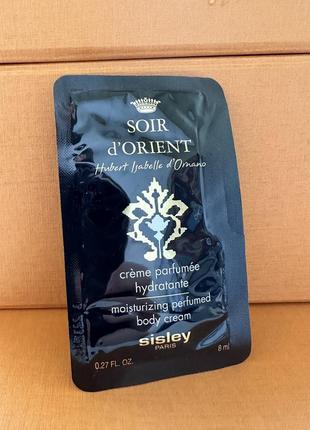 SOIR
d'ORIENT
Hubert Isabelle d'Ornano
crème parfumée
hydratante
moisturizing perfumed
body cream
sisley
PARIS
0.27 FL. OZ. 8 ml